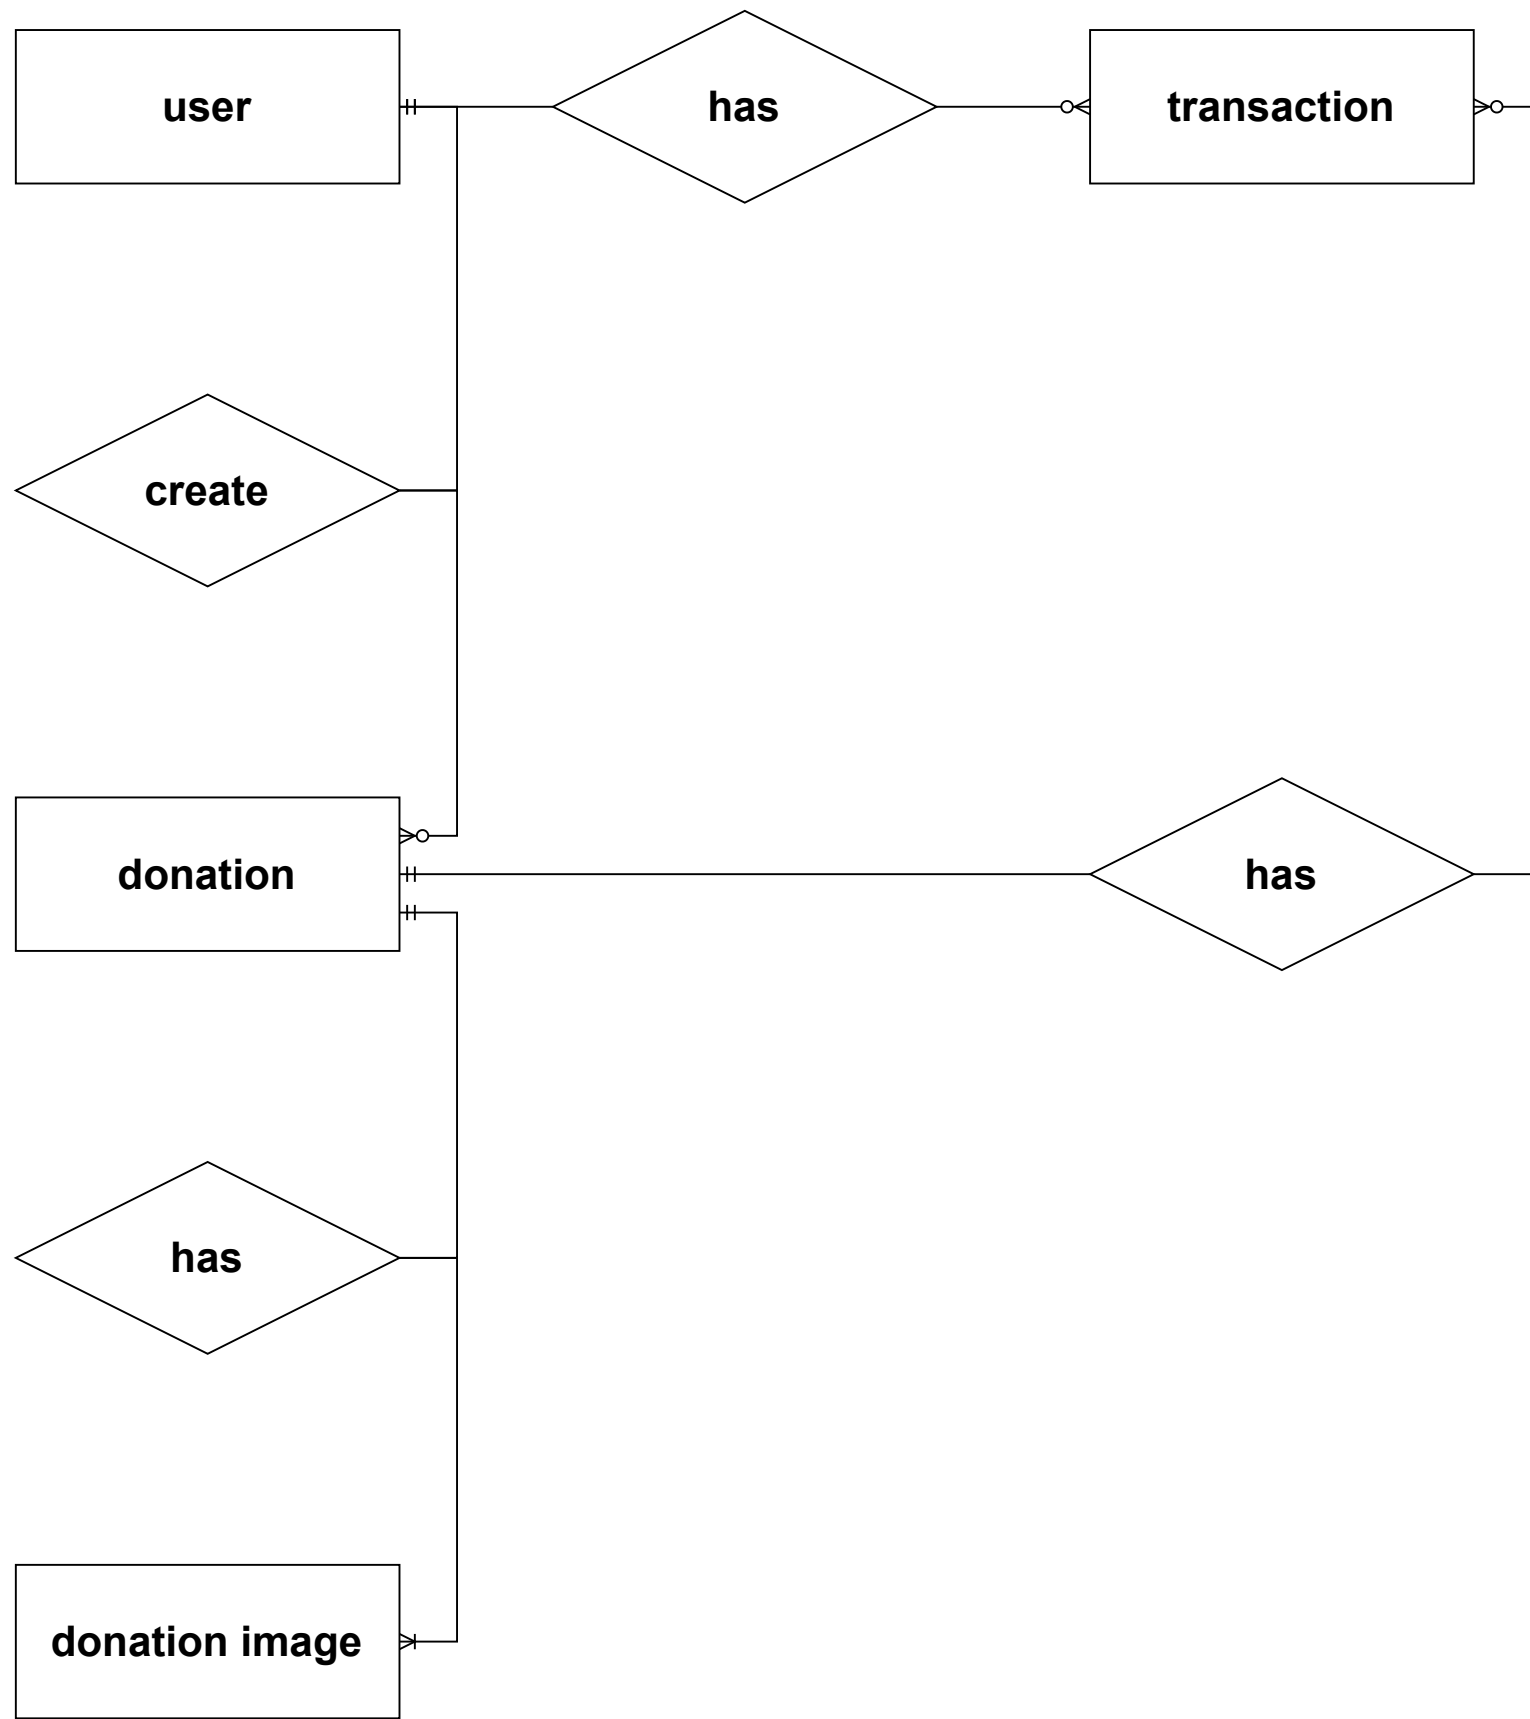 user
has
transaction
create
donation
has
has
donation image